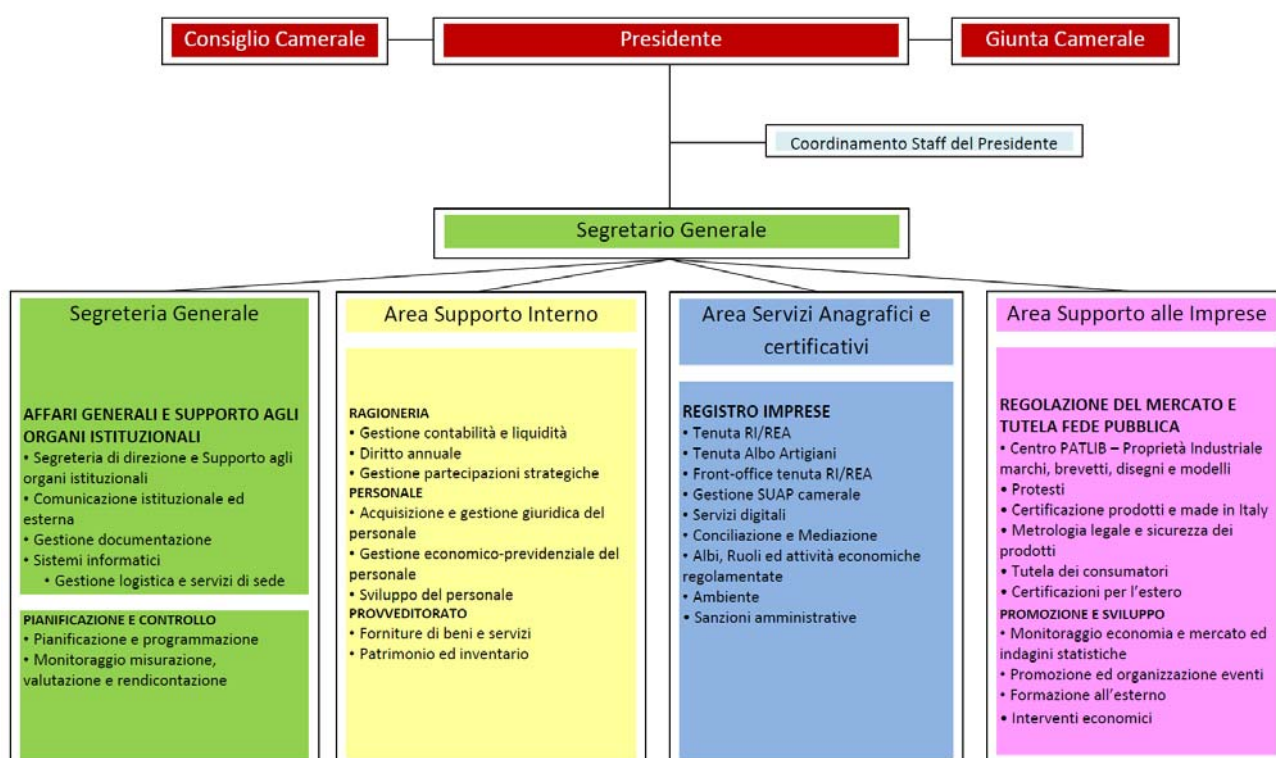 Consiglio Camerale
Presidente
Giunta Camerale
Coordinamento Staff del Presidente
Segretario Generale
Segreteria Generale
AFFARI GENERALI E SUPPORTO AGLI
ORGANI ISTITUZIONALI
• Segreteria di direzione e Supporto agli
organi istituzionali
• Comunicazione istituzionale ed
esterna
• Gestione documentazione
• Sistemi informatici
• Gestione logistica e servizi di sede
PIANIFICAZIONE E CONTROLLO
• Pianificazione e programmazione
• Monitoraggio misurazione,
valutazione e rendicontazione
Area Supporto Interno
RAGIONERIA
• Gestione contabilità e liquidità
• Diritto annuale
• Gestione partecipazioni strategiche
PERSONALE
• Acquisizione e gestione giuridica del
personale
• Gestione economico-previdenziale del
personale
• Sviluppo del personale
PROVVEDITORATO
• Forniture di beni e servizi
• Patrimonio ed inventario
Area Servizi Anagrafici e
certificativi
REGISTRO IMPRESE
• Tenuta RI/REA
• Tenuta Albo Artigiani
• Front-office tenuta RI/REA
• Gestione SUAP camerale
• Servizi digitali
• Conciliazione e Mediazione
• Albi, Ruoli ed attività economiche
regolamentate
• Ambiente
• Sanzioni amministrative
Area Supporto alle Imprese
REGOLAZIONE DEL MERCATO E
TUTELA FEDE PUBBLICA
• Centro PATLIB – Proprietà Industriale
marchi, brevetti, disegni e modelli
• Protesti
• Certificazione prodotti e made in Italy
• Metrologia legale e sicurezza dei
prodotti
• Tutela dei consumatori
• Certificazioni per l'estero
PROMOZIONE E SVILUPPO
• Monitoraggio economia e mercato ed
indagini statistiche
• Promozione ed organizzazione eventi
• Formazione all'esterno
• Interventi economici